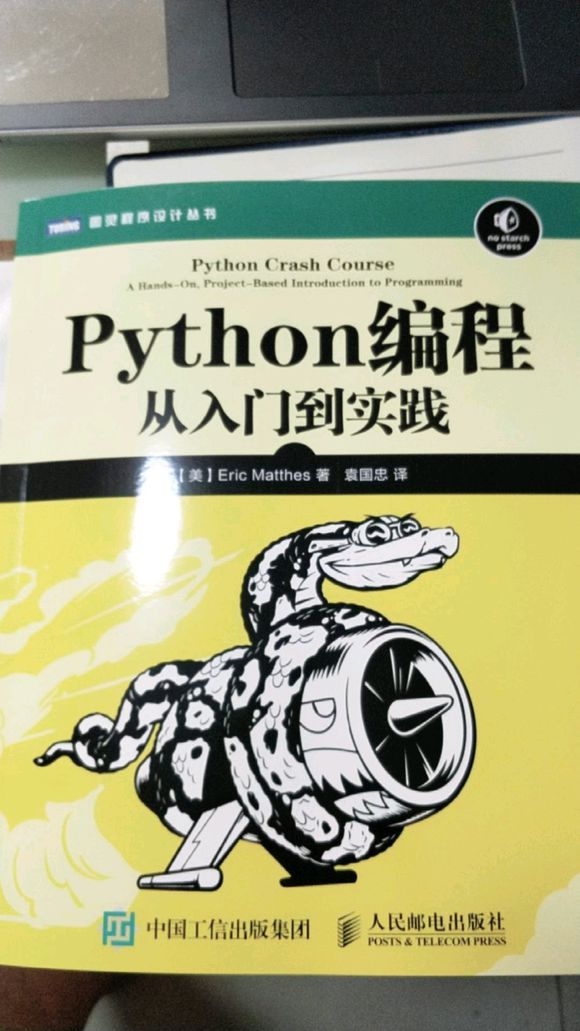 TURING 图灵程序设计丛书
no starch
press
Python Crash Course
A Hands-On, Project-Based Introduction to Programming
Python编程
从入门到实践
【美】Eric Matthes 著 袁国忠 译
中国工信出版集团
人民邮电出版社
POSTS & TELECOM PRESS